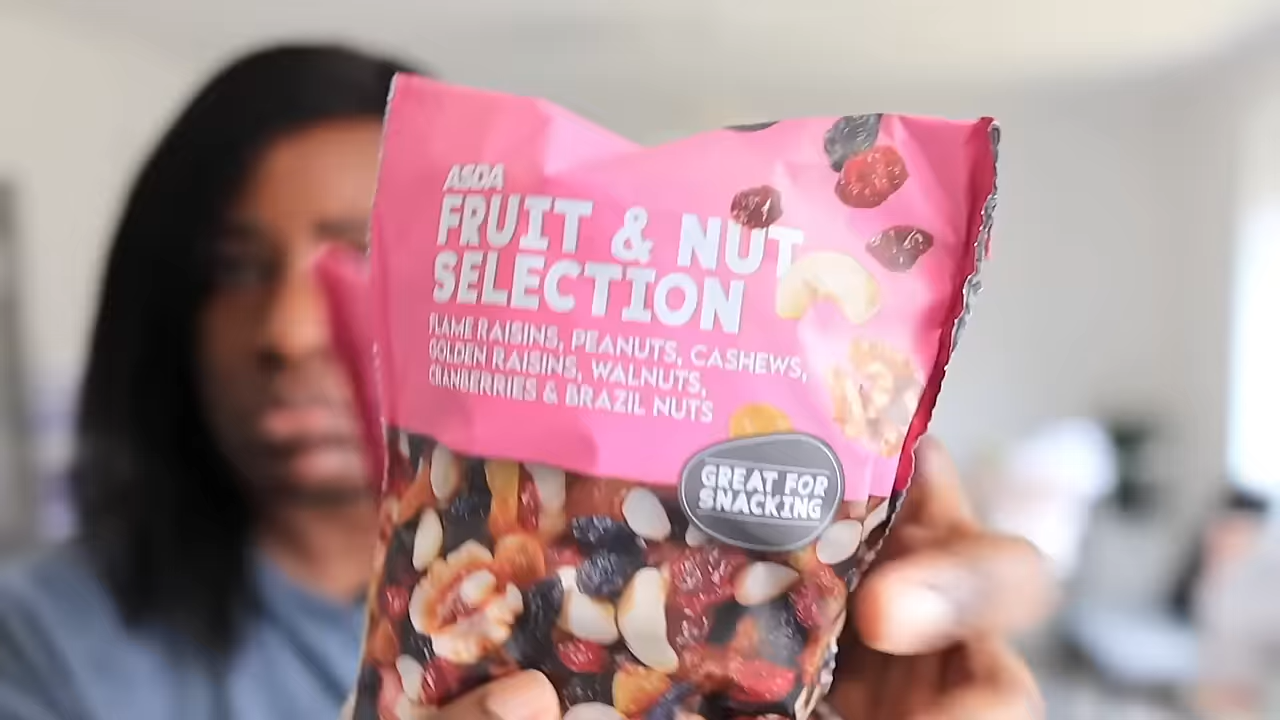 ASDA
FRUIT & NUT
SELECTION
FLAME RAISINS, PEANUTS, CASHEWS,
GOLDEN RAISINS, WALNUTS,
CRANBERRIES & BRAZIL NUTS
GREAT FOR
SNACKING